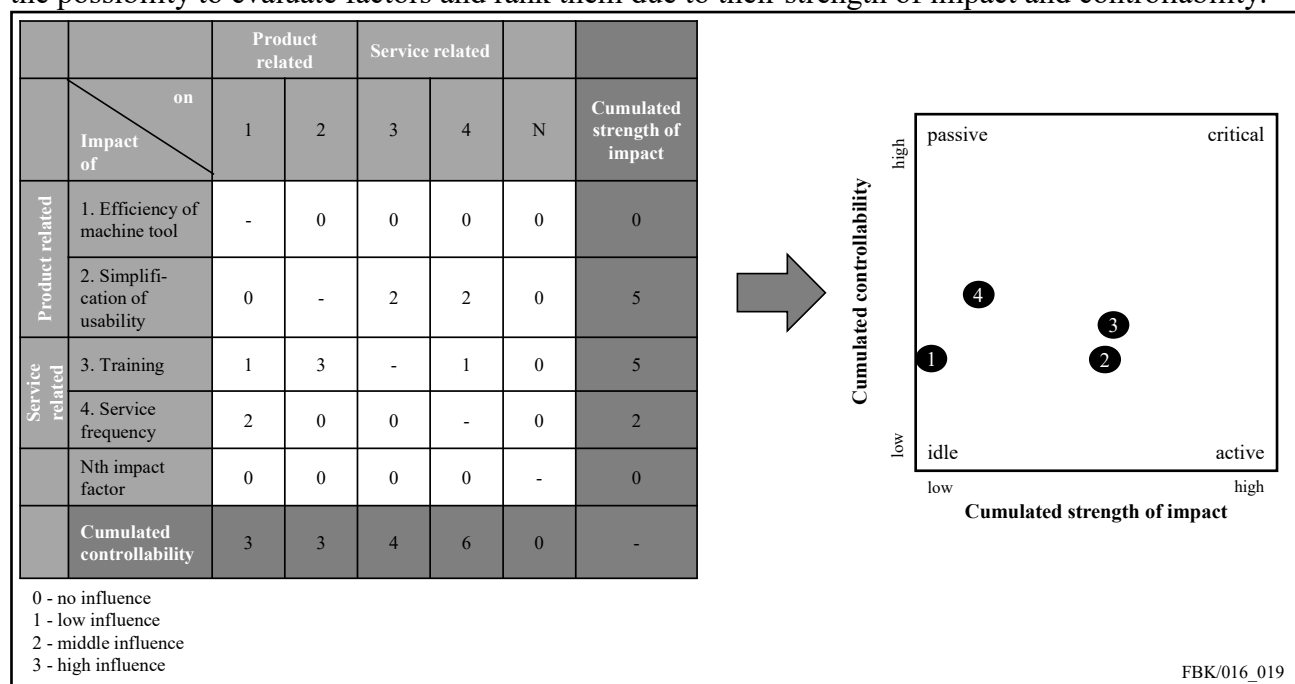 the possibility to evaluate factors and rank them due to their strength of impact and controllability.
Product
related
Service related
on
Impact
of
1 2 3 4 N
Cumulated
strength of
impact
Product related
1. Efficiency of
machine tool
- 0 0 0 0 0
2. Simplifi-
cation of
usability
0 - 2 2 0 5
Service
related
3. Training
1 3 - 1 0 5
4. Service
frequency
2 0 0 - 0 2
Nth impact
factor
0 0 0 0 - 0
Cumulated
controllability
3 3 4 6 0 -
0 - no influence
1 - low influence
2 - middle influence
3 - high influence
Cumulated controllability
high
low
passive critical
4
3
1 2
idle active
low high
Cumulated strength of impact
FBK/016_019